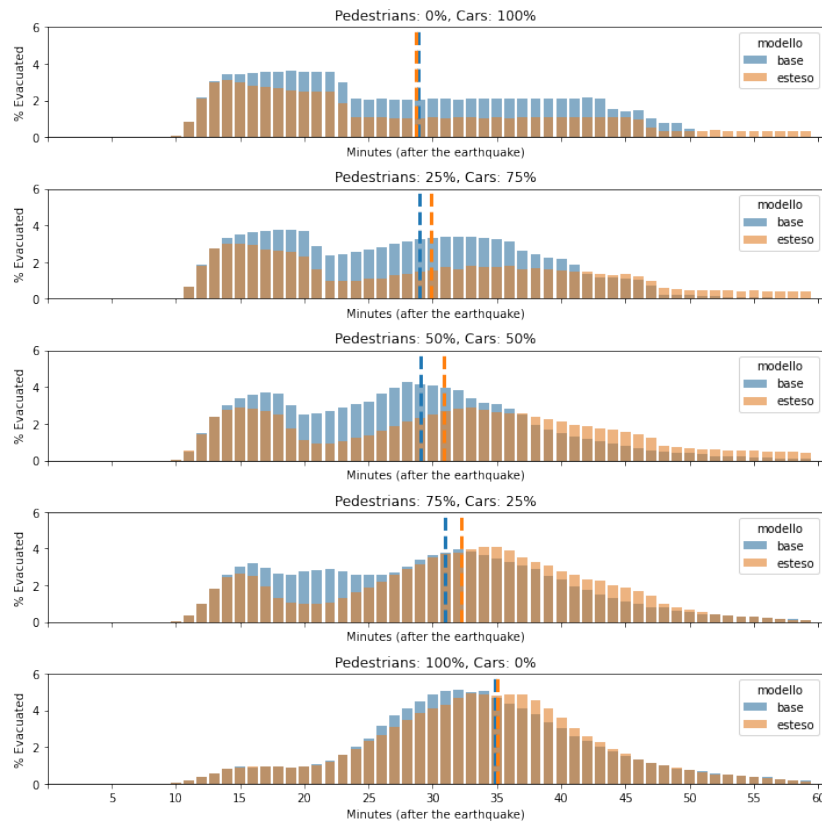 Pedestrians: 0%, Cars: 100%
6
4
2
0
% Evacuated
modello
base
esteso
Minutes (after the earthquake)
Pedestrians: 25%, Cars: 75%
6
4
2
0
% Evacuated
modello
base
esteso
Minutes (after the earthquake)
Pedestrians: 50%, Cars: 50%
6
4
2
0
% Evacuated
modello
base
esteso
Minutes (after the earthquake)
Pedestrians: 75%, Cars: 25%
6
4
2
0
% Evacuated
modello
base
esteso
Minutes (after the earthquake)
Pedestrians: 100%, Cars: 0%
6
4
2
0
% Evacuated
modello
base
esteso
5 10 15 20 25 30 35 40 45 50 55 60
Minutes (after the earthquake)